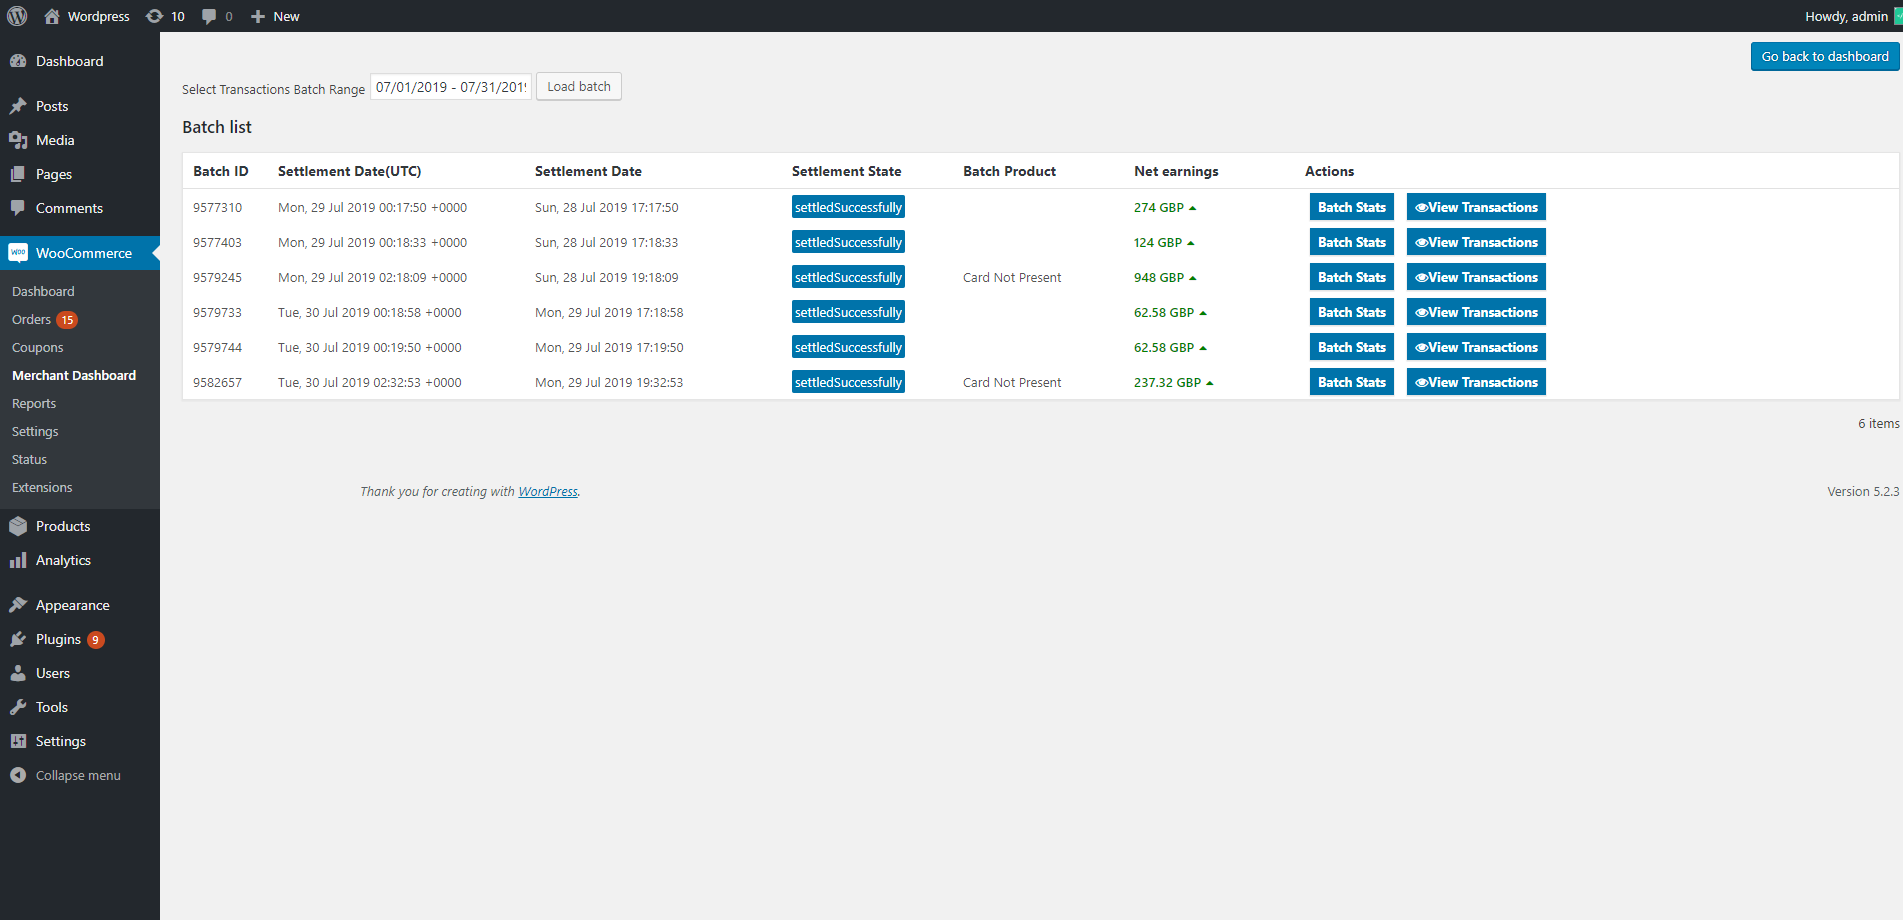 Wordpress 10 0 New Howdy, admin
Go back to dashboard
Dashboard
Posts
Media
Pages
Comments
WooCommerce
Dashboard
Orders 15
Coupons
Merchant Dashboard
Reports
Settings
Status
Extensions
Products
Analytics
Appearance
Plugins 9
Users
Tools
Settings
Collapse menu
Select Transactions Batch Range 07/01/2019 - 07/31/2019 Load batch
Batch list
Batch ID Settlement Date(UTC) Settlement Date Settlement State Batch Product Net earnings Actions
9577310 Mon, 29 Jul 2019 00:17:50 +0000 Sun, 28 Jul 2019 17:17:50 settledSuccessfully 274 GBP Batch Stats View Transactions
9577403 Mon, 29 Jul 2019 00:18:33 +0000 Sun, 28 Jul 2019 17:18:33 settledSuccessfully 124 GBP Batch Stats View Transactions
9579245 Mon, 29 Jul 2019 02:18:09 +0000 Sun, 28 Jul 2019 19:18:09 settledSuccessfully Card Not Present 948 GBP Batch Stats View Transactions
9579733 Tue, 30 Jul 2019 00:18:58 +0000 Mon, 29 Jul 2019 17:18:58 settledSuccessfully 62.58 GBP Batch Stats View Transactions
9579744 Tue, 30 Jul 2019 00:19:50 +0000 Mon, 29 Jul 2019 17:19:50 settledSuccessfully 62.58 GBP Batch Stats View Transactions
9582657 Tue, 30 Jul 2019 02:32:53 +0000 Mon, 29 Jul 2019 19:32:53 settledSuccessfully Card Not Present 237.32 GBP Batch Stats View Transactions
6 items
Thank you for creating with WordPress. Version 5.2.3